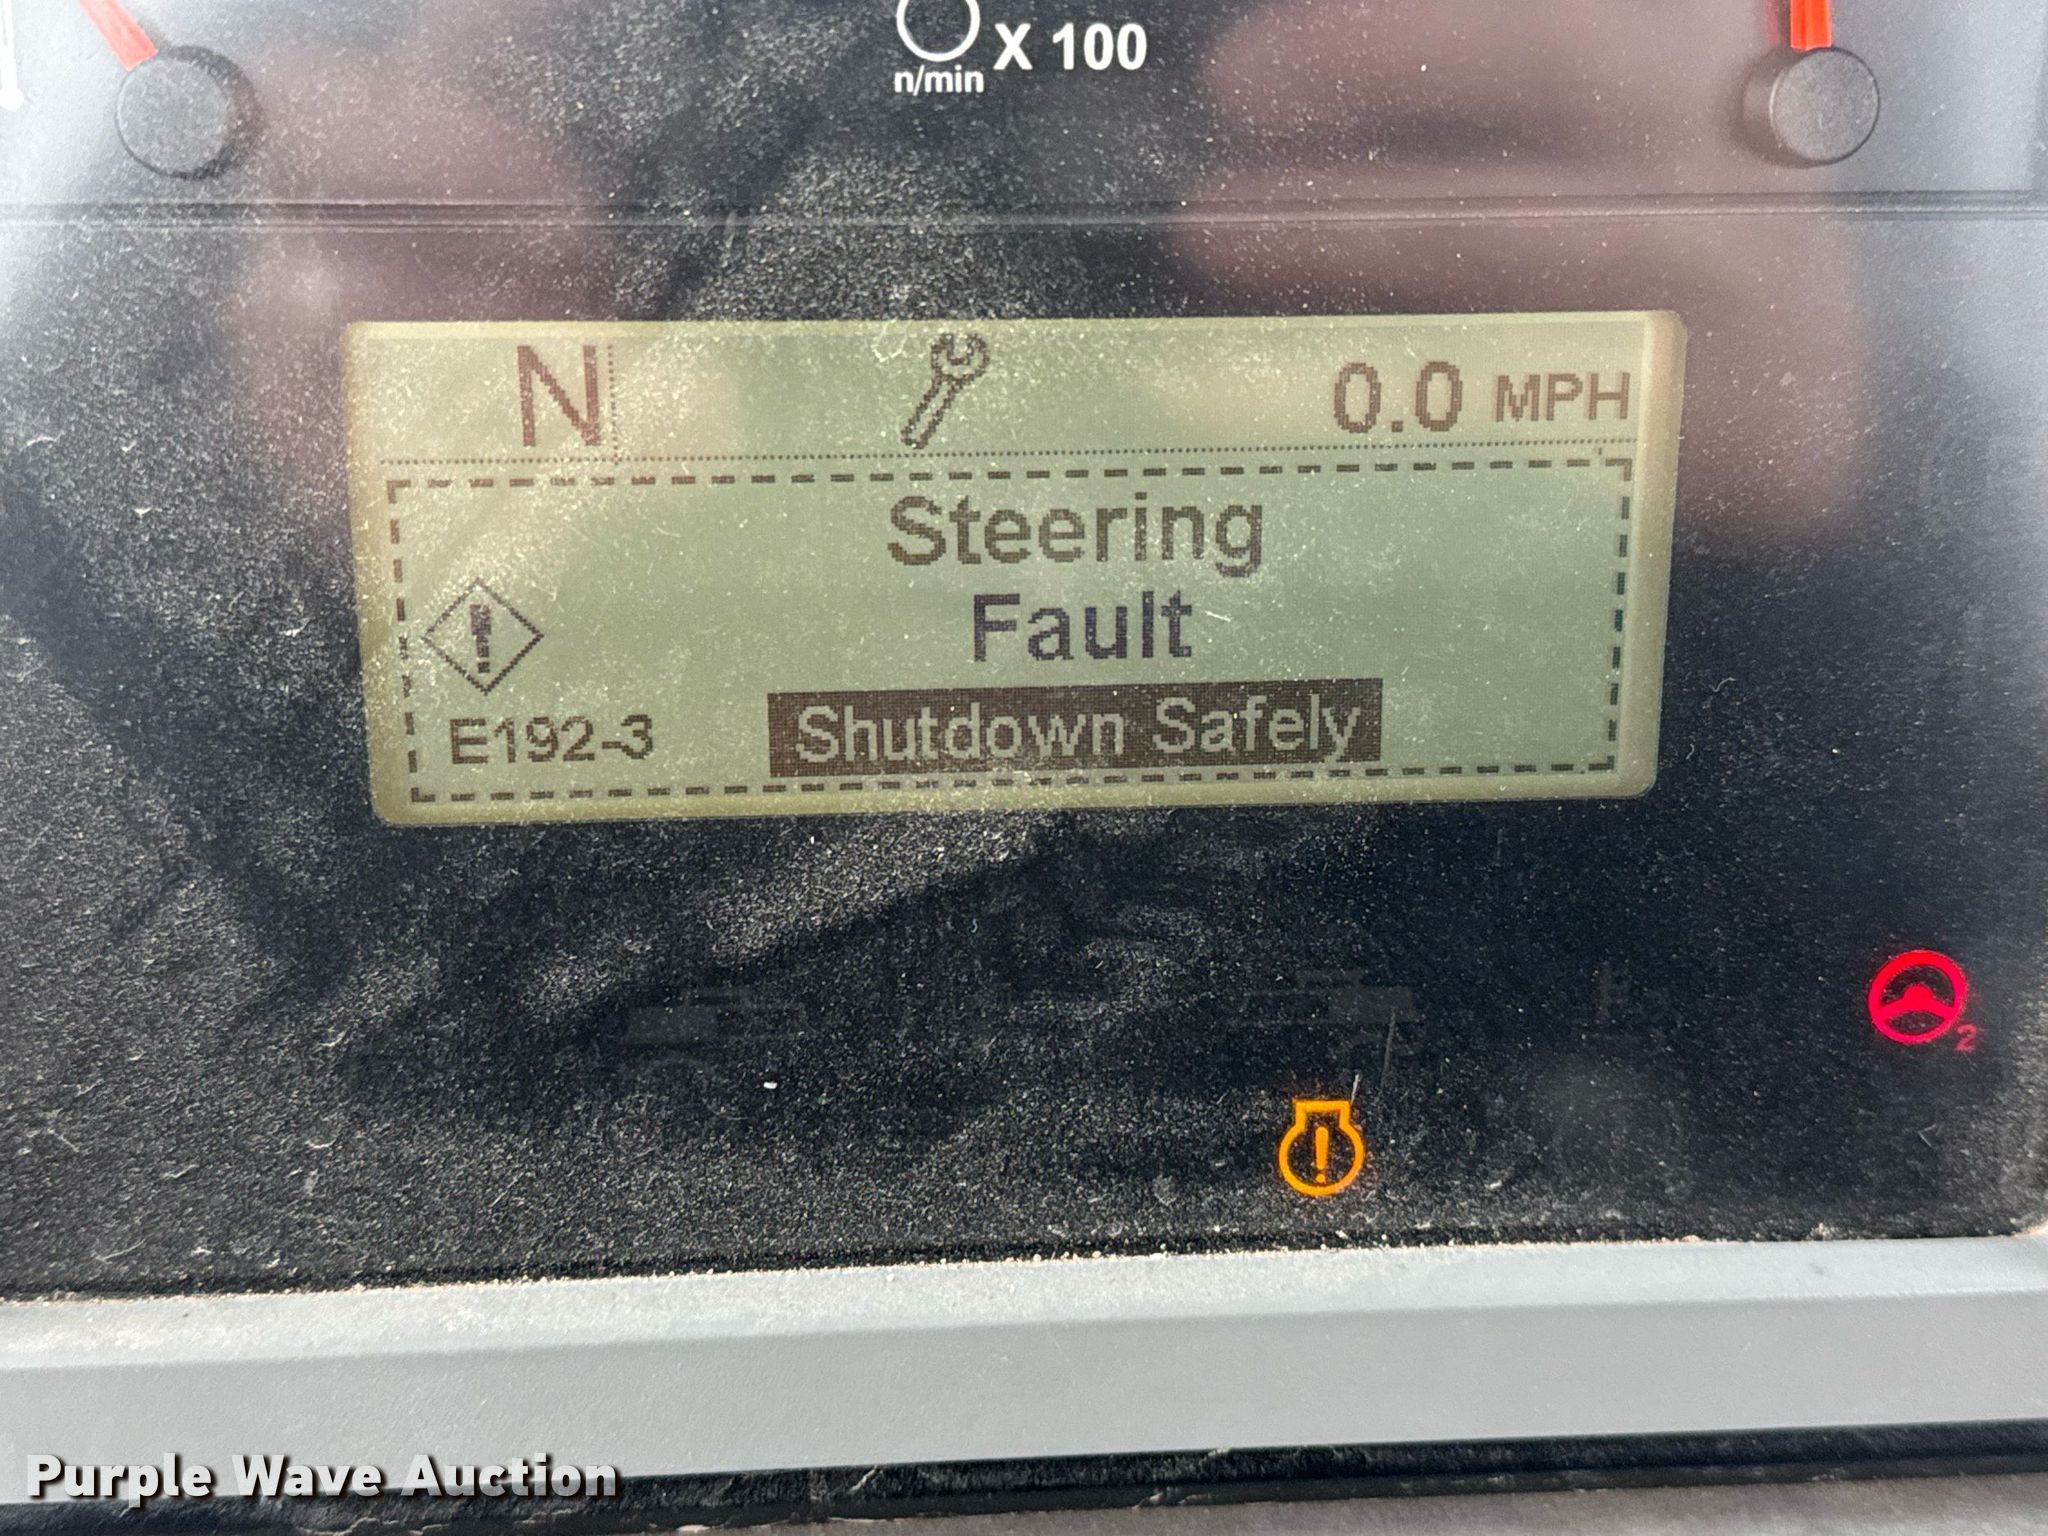 X 100
n/min
N 0.0 MPH
Steering
Fault
E192-3 Shutdown Safely
2
Purple Wave Auction